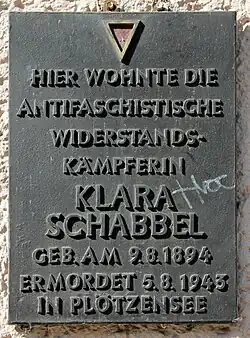 HIER WOHNTE DIE
ANTIFASCHISTISCHE
WIDERSTANDS-
KÄMPFERIN
KLARA
SCHABBEL
GEB. AM 9.8.1894
ERMORDET 5.8.1943
IN PLÖTZENSEE